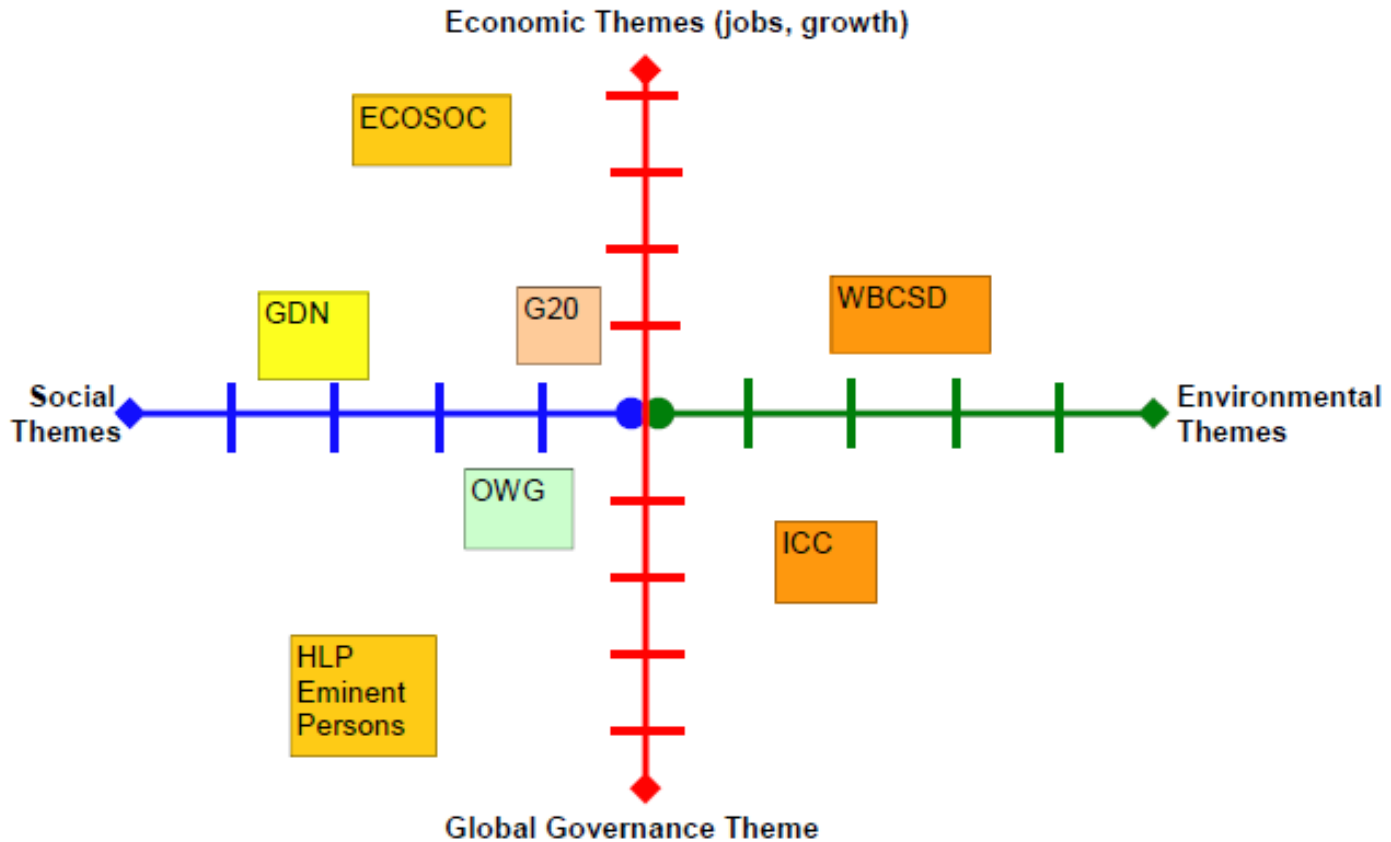 Economic Themes (jobs, growth)
ECOSOC
GDN
G20
WBCSD
Social
Themes
Environmental
Themes
OWG
ICC
HLP
Eminent
Persons
Global Governance Theme